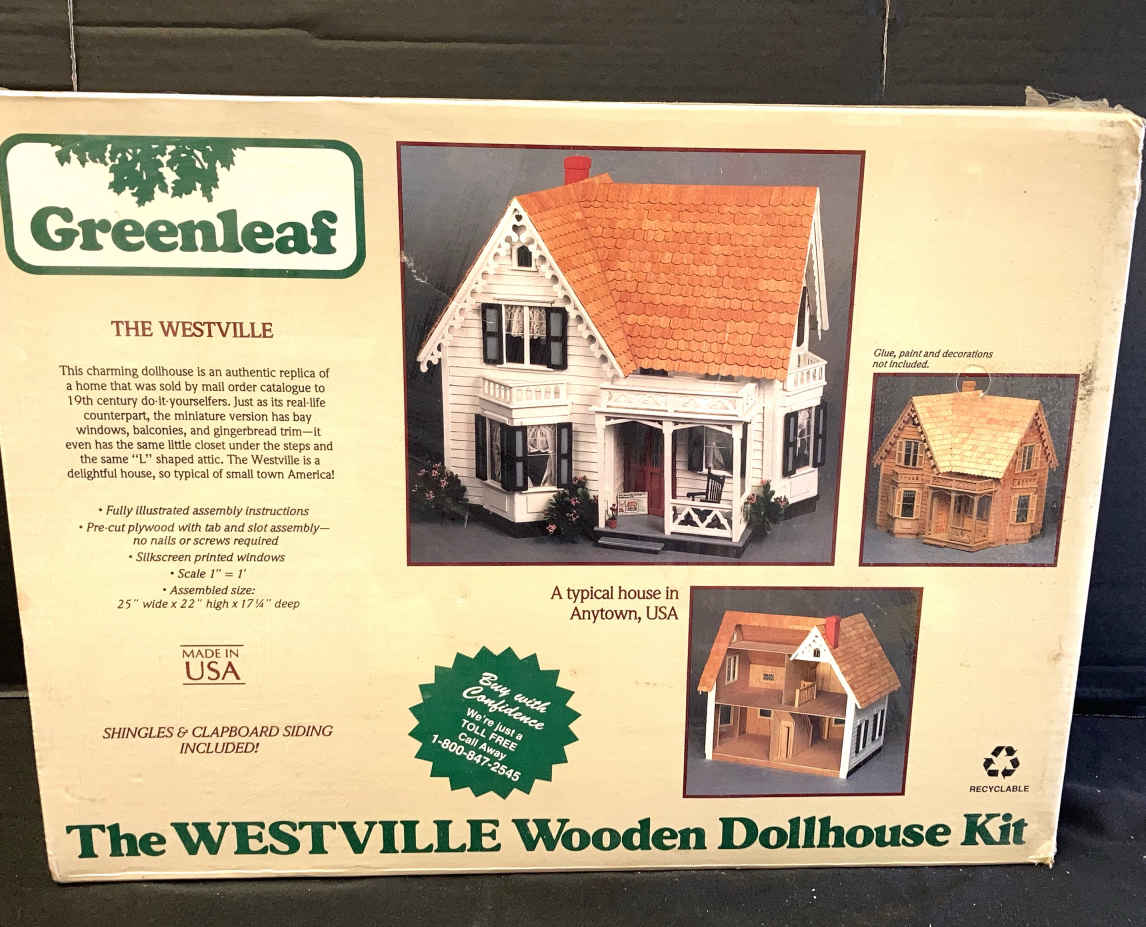 Greenleaf
THE WESTVILLE
This charming dollhouse is an authentic replica of
a home that was sold by mail order catalogue to
19th century do-it-yourselfers. Just as its real-life
counterpart, the miniature version has bay
windows, balconies, and gingerbread trim—it
even has the same little closet under the steps and
the same "L" shaped attic. The Westville is a
delightful house, so typical of small town America!
• Fully illustrated assembly instructions
• Pre-cut plywood with tab and slot assembly—
no nails or screws required
• Silkscreen printed windows
• Scale 1" = 1'
• Assembled size:
25" wide x 22" high x 17¼" deep
MADE IN
USA
SHINGLES & CLAPBOARD SIDING
INCLUDED!
Glue, paint and decorations
not included.
A typical house in
Anytown, USA
Buy with
Confidence
We're just a
TOLL FREE
Call Away
1-800-847-2545
RECYCLABLE
The WESTVILLE Wooden Dollhouse Kit